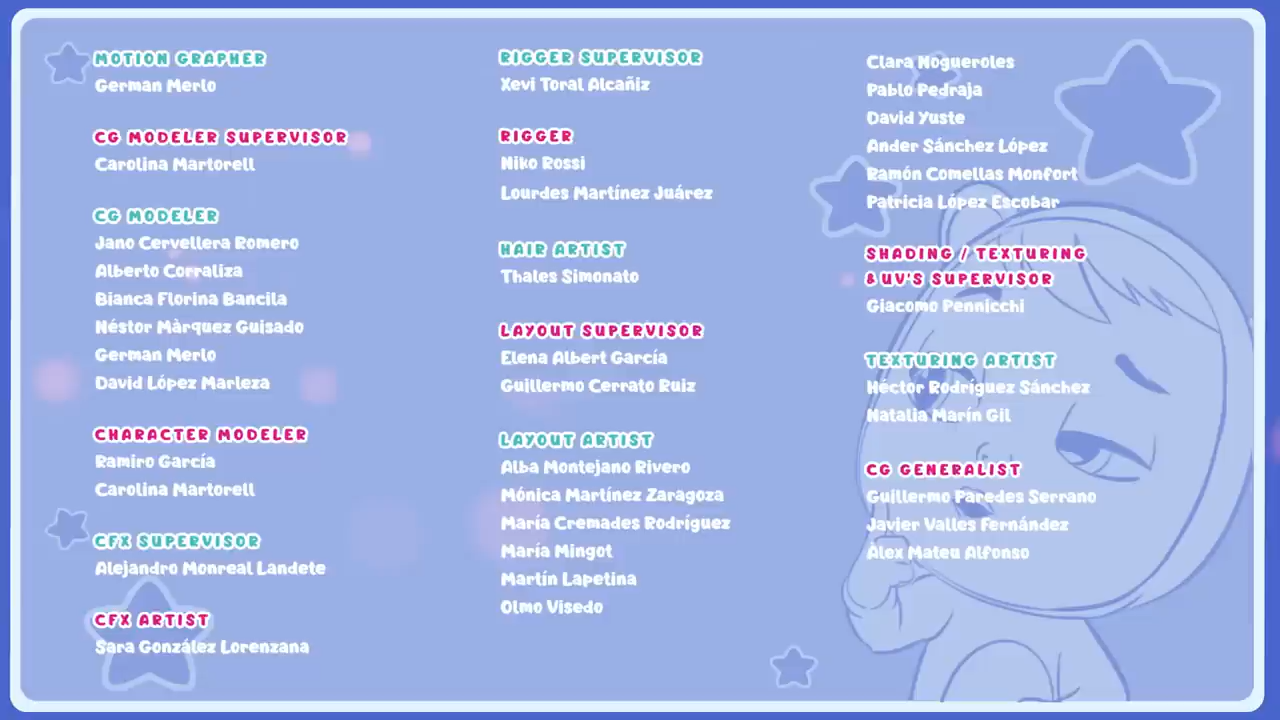 MOTION GRAPHER
German Merlo
CG MODELER SUPERVISOR
Carolina Martorell
CG MODELER
Jano Cervellera Romero
Alberto Corraliza
Bianca Florina Bancila
Néstor Màrquez Guisado
German Merlo
David López Marleza
CHARACTER MODELER
Ramiro García
Carolina Martorell
CFX SUPERVISOR
Alejandro Monreal Landete
CFX ARTIST
Sara González Lorenzana
RIGGER SUPERVISOR
Xevi Toral Alcañiz
RIGGER
Niko Rossi
Lourdes Martínez Juárez
HAIR ARTIST
Thales Simonato
LAYOUT SUPERVISOR
Elena Albert García
Guillermo Cerrato Ruiz
LAYOUT ARTIST
Alba Montejano Rivero
Mónica Martínez Zaragoza
María Cremades Rodríguez
María Mingot
Martín Lapetina
Olmo Visedo
Clara Nogueroles
Pablo Pedraja
David Yuste
Ander Sánchez López
Ramón Comellas Monfort
Patricia López Escobar
SHADING / TEXTURING
& UV'S SUPERVISOR
Giacomo Pennicchi
TEXTURING ARTIST
Héctor Rodríguez Sánchez
Natalia Marín Gil
CG GENERALIST
Guillermo Paredes Serrano
Javier Valles Fernández
Àlex Mateu Alfonso